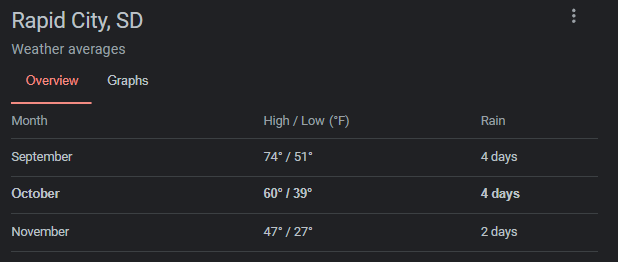 Rapid City, SD
Weather averages
Overview Graphs
Month High / Low (°F) Rain
September 74° / 51° 4 days
October 60° / 39° 4 days
November 47° / 27° 2 days